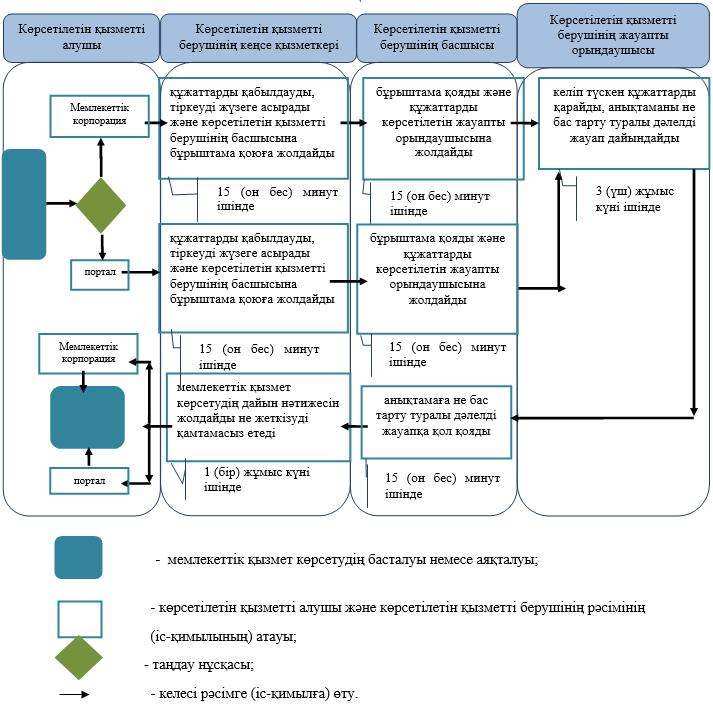 Көрсетілетін қызметті
алушы
Көрсетілетін қызметті
берушінің кеңсе қызметкері
Көрсетілетін қызметті
берушінің басшысы
Көрсетілетін қызметті
берушінің жауапты
орындаушысы
Мемлекеттік
корпорация
құжаттарды қабылдауды,
тіркеуді жүзеге асырады
және көрсетілетін қызметті
берушінің басшысына
бұрыштама қоюға жолдайды
бұрыштама қояды және
құжаттарды
көрсетілетін жауапты
орындаушысына
жолдайды
келіп түскен құжаттарды
қарайды, анықтаманы не
бас тарту туралы дәлелді
жауап дайындайды
15 (он бес) минут
ішінде
15 (он бес) минут
ішінде
3 (үш) жұмыс
күні ішінде
портал
құжаттарды қабылдауды,
тіркеуді жүзеге асырады
және көрсетілетін қызметті
берушінің басшысына
бұрыштама қоюға жолдайды
бұрыштама қояды және
құжаттарды
көрсетілетін жауапты
орындаушысына
жолдайды
15 (он бес) минут
ішінде
15 (он бес) минут
ішінде
Мемлекеттік
корпорация
мемлекеттік қызмет
көрсетудің дайын нәтижесін
жолдайды не жеткізуді
қамтамасыз етеді
анықтамаға не бас
тарту туралы дәлелді
жауапқа қол қояды
портал
1 (бір) жұмыс күні
ішінде
15 (он бес) минут
ішінде
- мемлекеттік қызмет көрсетудің басталуы немесе аяқталуы;
- көрсетілетін қызметті алушы және көрсетілетін қызметті берушінің рәсімінің
(іс-қимылының) атауы;
- таңдау нұсқасы;
- келесі рәсімге (іс-қимылға) өту.